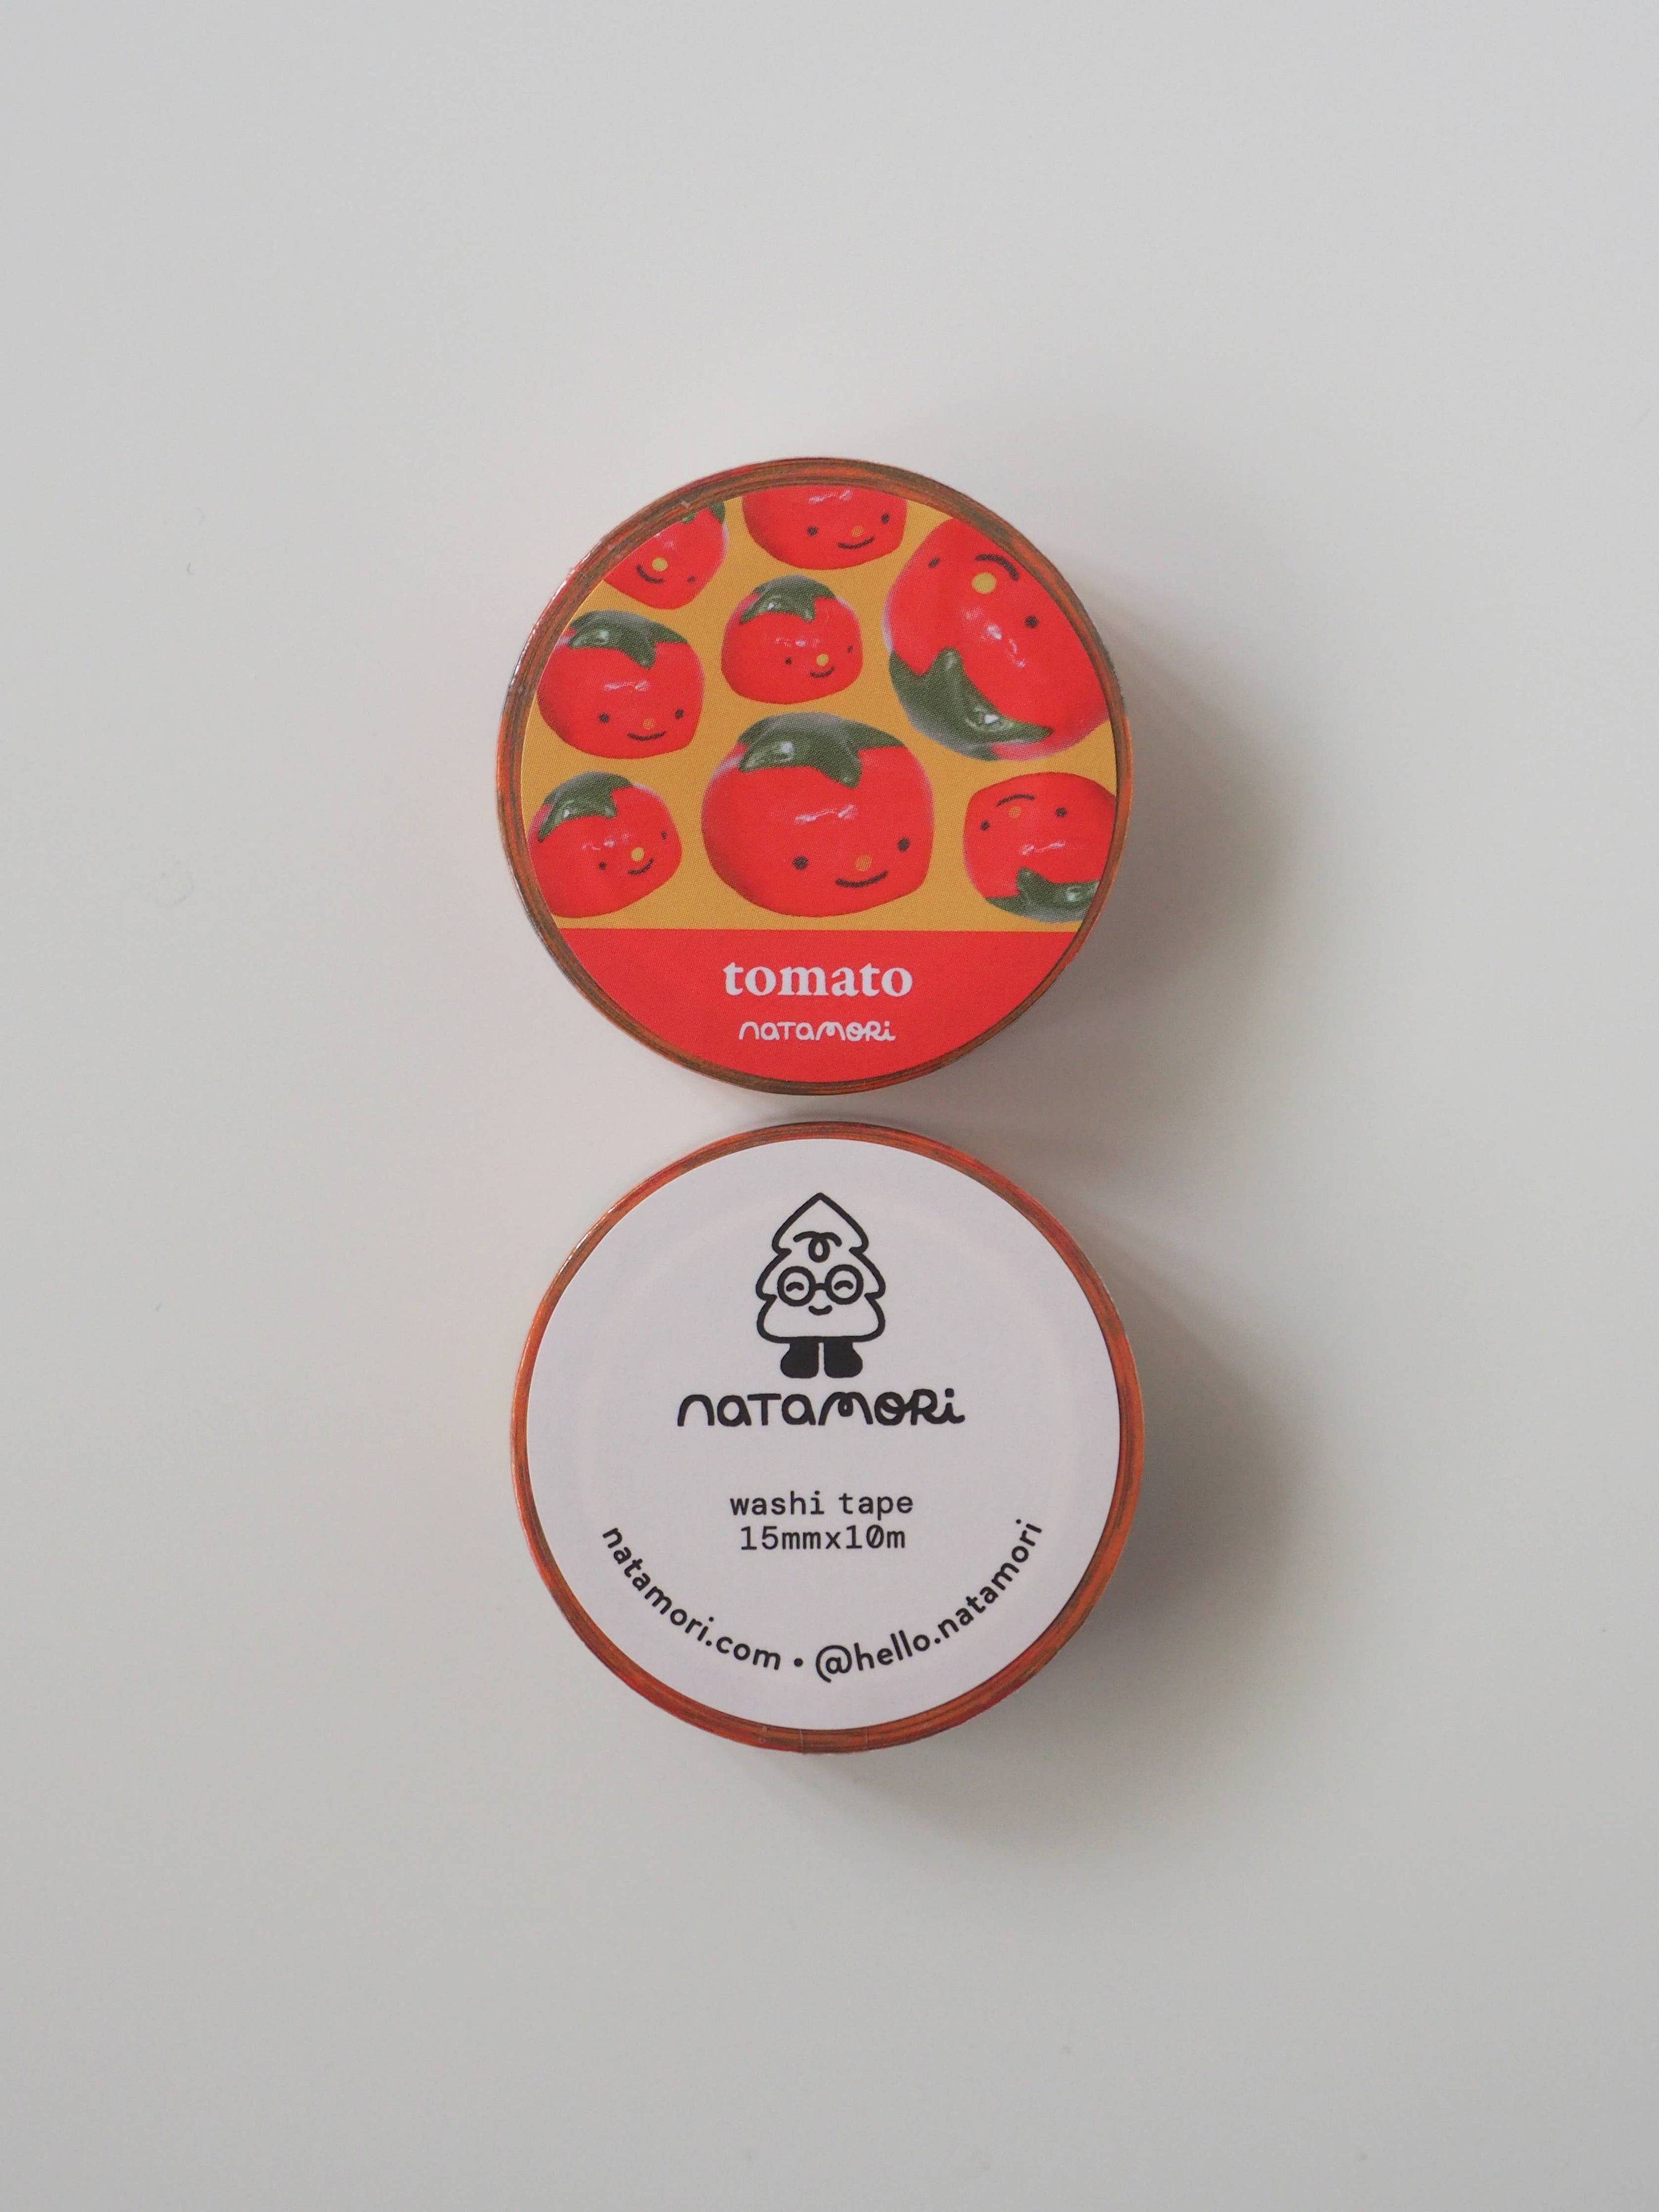 tomato
natamori
natamori
washi tape
15mmx10m
natamori.com • @hello.natamori